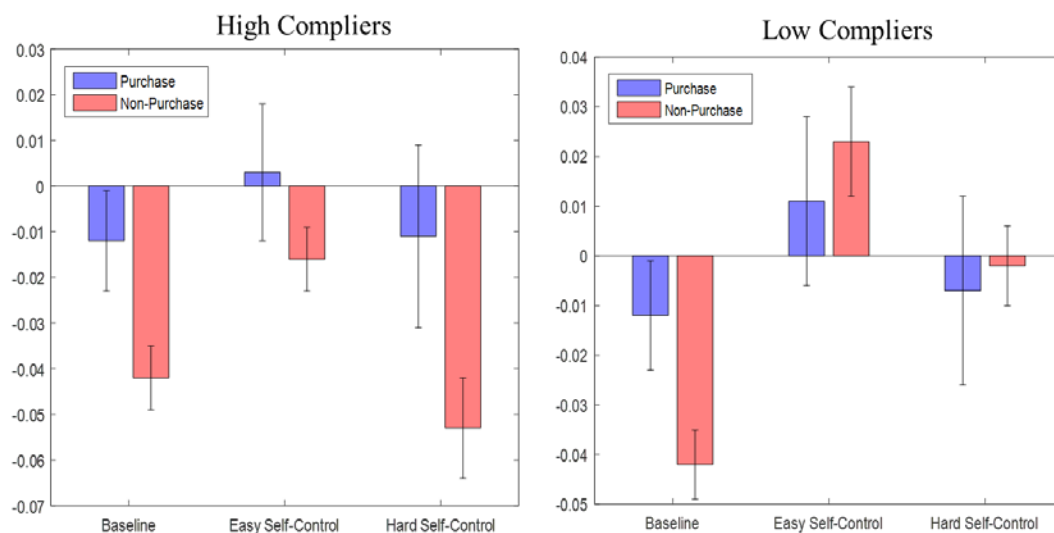 High Compliers
0.03
0.02
0.01
0
-0.01
-0.02
-0.03
-0.04
-0.05
-0.06
-0.07
Purchase
Non-Purchase
Baseline Easy Self-Control Hard Self-Control
Low Compliers
0.04
0.03
0.02
0.01
0
-0.01
-0.02
-0.03
-0.04
-0.05
Purchase
Non-Purchase
Baseline Easy Self-Control Hard Self-Control